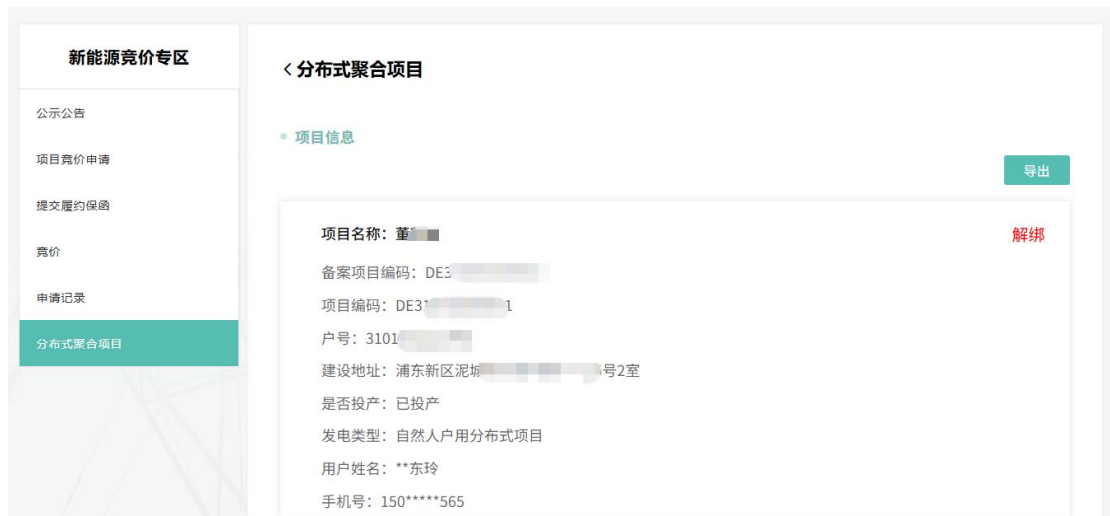 新能源竞价专区
公示公告
项目竞价申请
提交履约保函
竞价
申请记录
分布式聚合项目
<分布式聚合项目
项目信息
导出
项目名称：董
解绑
备案项目编码：DE3
项目编码：DE31 1
户号：3101
建设地址：浦东新区泥城 号2室
是否投产：已投产
发电类型：自然人户用分布式项目
用户姓名：**东玲
手机号：150*****565